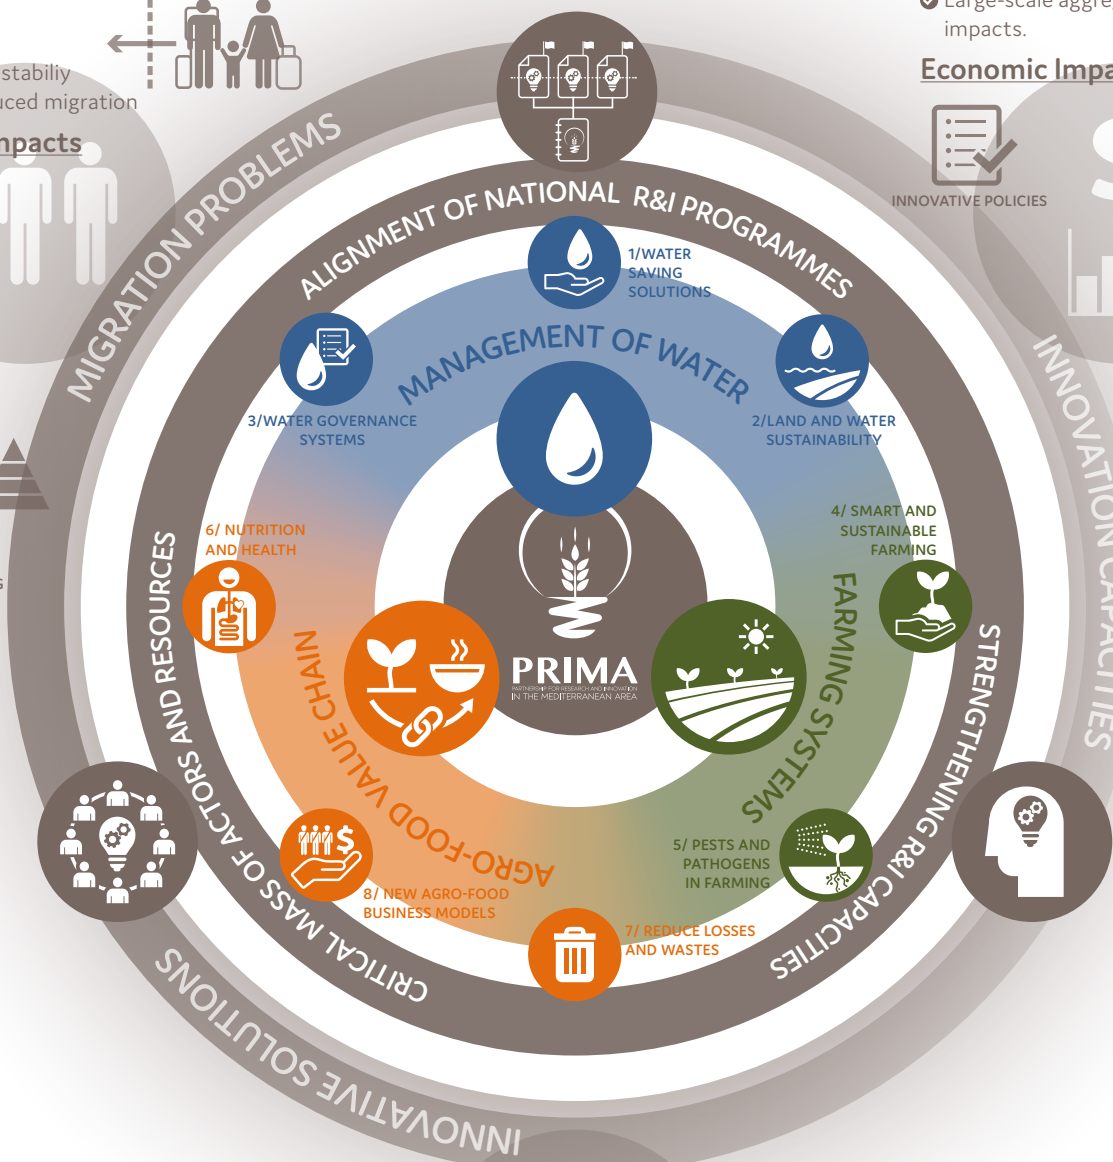 Large-scale aggre
impacts.
Economic Impa
stabiliy
uced migration
mpacts
INNOVATIVE POLICIES
MIGRATION PROBLEMS
INNOVATION CAPACITIES
INNOVATIVE SOLUTIONS
ALIGNMENT OF NATIONAL R&I PROGRAMMES
STRENGTHENING R&I CAPACITIES
CRITICAL MASS OF ACTORS AND RESOURCES
1/WATER
SAVING
SOLUTIONS
MANAGEMENT OF WATER
3/WATER GOVERNANCE
SYSTEMS
2/LAND AND WATER
SUSTAINABILITY
6/ NUTRITION
AND HEALTH
4/ SMART AND
SUSTAINABLE
FARMING
FARMING SYSTEMS
AGRO-FOOD VALUE CHAIN
PRIMA
PARTNERSHIP FOR RESEARCH AND INNOVATION
IN THE MEDITERRANEAN AREA
5/ PESTS AND
PATHOGENS
IN FARMING
8/ NEW AGRO-FOOD
BUSINESS MODELS
7/ REDUCE LOSSES
AND WASTES